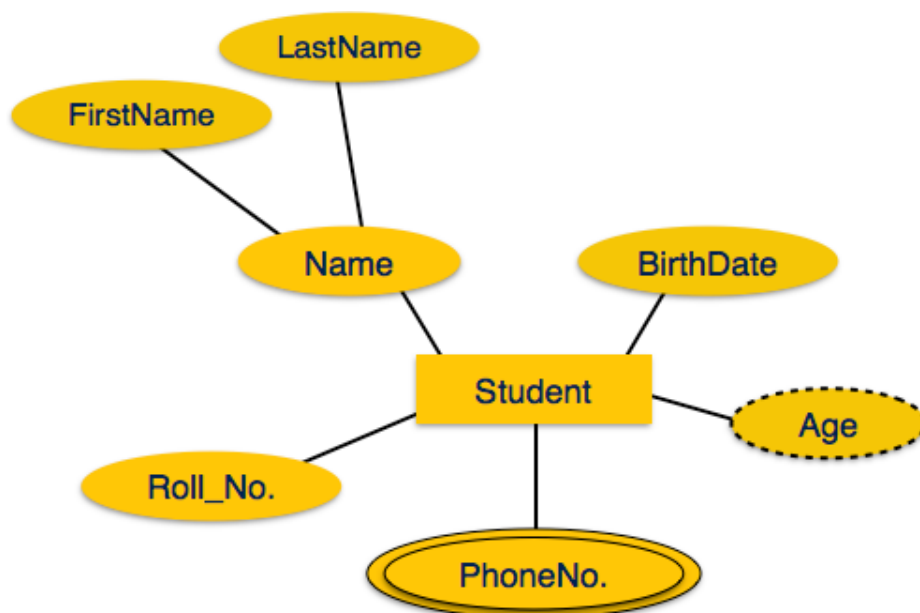 LastName
FirstName
Name
BirthDate
Student
Age
Roll_No.
PhoneNo.